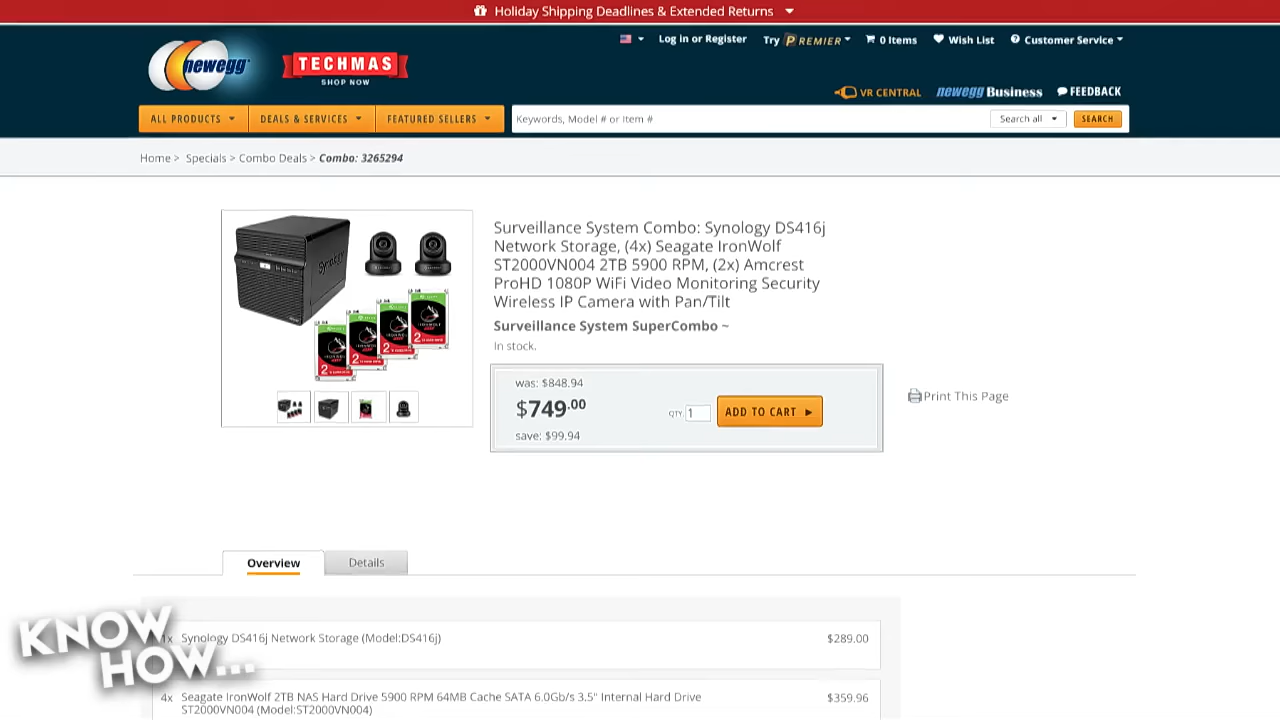 Holiday Shipping Deadlines & Extended Returns
Log in or Register
Try PREMIER
0 Items
Wish List
Customer Service
newegg
TECHMAS
SHOP NOW
VR CENTRAL
newegg Business
FEEDBACK
ALL PRODUCTS
DEALS & SERVICES
FEATURED SELLERS
Keywords, Model # or Item #
Search all
SEARCH
Home > Specials > Combo Deals > Combo: 3265294
Surveillance System Combo: Synology DS416j
Network Storage, (4x) Seagate IronWolf
ST2000VN004 2TB 5900 RPM, (2x) Amcrest
ProHD 1080P WiFi Video Monitoring Security
Wireless IP Camera with Pan/Tilt
Surveillance System SuperCombo ~
In stock.
Synology
2
2
2
2
was: $848.94
$749.00
QTY 1
ADD TO CART
save: $99.94
Print This Page
Overview
Details
1x Synology DS416j Network Storage (Model:DS416j)
$289.00
4x Seagate IronWolf 2TB NAS Hard Drive 5900 RPM 64MB Cache SATA 6.0Gb/s 3.5" Internal Hard Drive
ST2000VN004 (Model:ST2000VN004)
$359.96
KNOW
HOW...